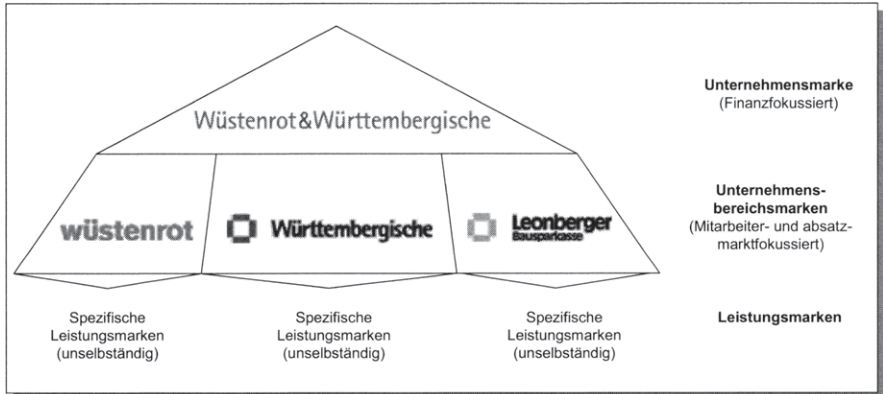 Wüstenrot&Württembergische
Unternehmensmarke
(Finanzfokussiert)
wüstenrot
Württembergische
Leonberger
Bausparkasse
Unternehmens-
bereichsmarken
(Mitarbeiter- und absatz-
marktfokussiert)
Spezifische
Leistungsmarken
(unselbständig)
Spezifische
Leistungsmarken
(unselbständig)
Spezifische
Leistungsmarken
(unselbständig)
Leistungsmarken